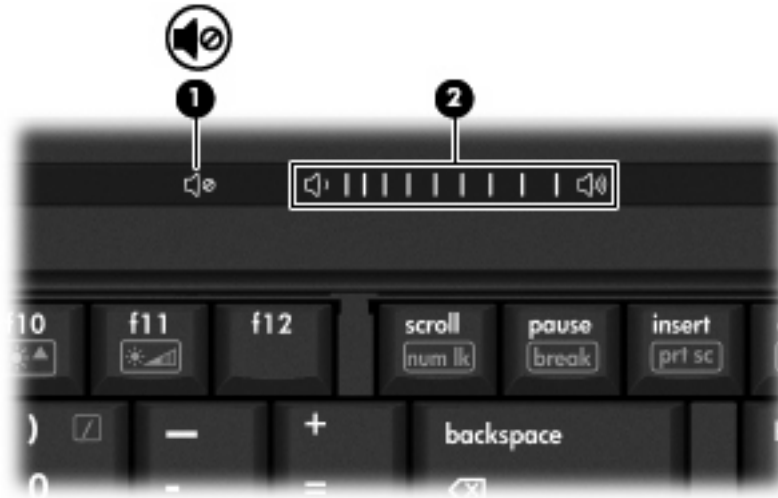 1 2
f10 f11 f12 scroll pause insert
num lk break prt sc
) / — + backspace
0 - =